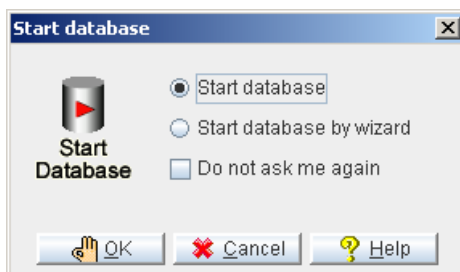 Start database
Start database
Start database by wizard
Start
Database
Do not ask me again
OK
Cancel
Help